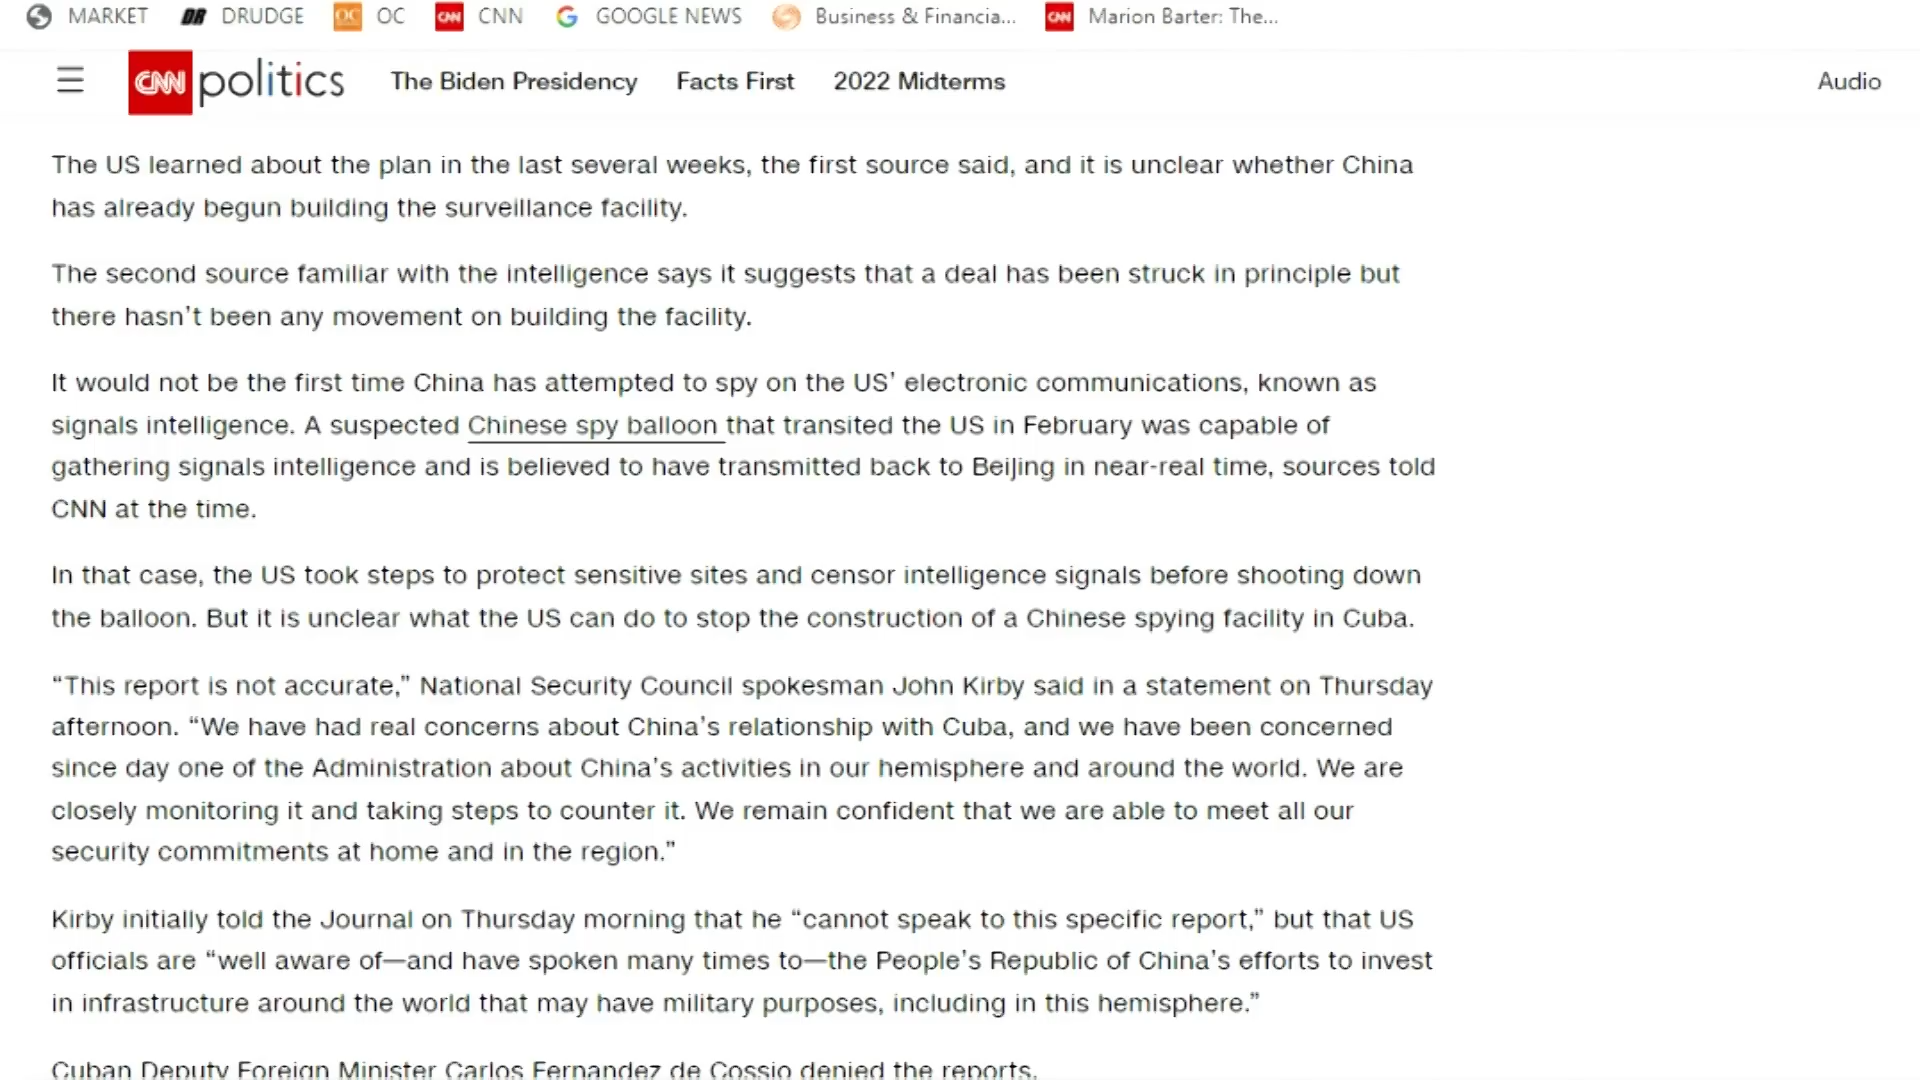 MARKET DRUDGE OC CNN GOOGLE NEWS Business & Financia... Marion Barter: The...
CNN politics The Biden Presidency Facts First 2022 Midterms Audio
The US learned about the plan in the last several weeks, the first source said, and it is unclear whether China
has already begun building the surveillance facility.
The second source familiar with the intelligence says it suggests that a deal has been struck in principle but
there hasn’t been any movement on building the facility.
It would not be the first time China has attempted to spy on the US’ electronic communications, known as
signals intelligence. A suspected Chinese spy balloon that transited the US in February was capable of
gathering signals intelligence and is believed to have transmitted back to Beijing in near-real time, sources told
CNN at the time.
In that case, the US took steps to protect sensitive sites and censor intelligence signals before shooting down
the balloon. But it is unclear what the US can do to stop the construction of a Chinese spying facility in Cuba.
“This report is not accurate,” National Security Council spokesman John Kirby said in a statement on Thursday
afternoon. “We have had real concerns about China’s relationship with Cuba, and we have been concerned
since day one of the Administration about China’s activities in our hemisphere and around the world. We are
closely monitoring it and taking steps to counter it. We remain confident that we are able to meet all our
security commitments at home and in the region.”
Kirby initially told the Journal on Thursday morning that he “cannot speak to this specific report,” but that US
officials are “well aware of—and have spoken many times to—the People’s Republic of China’s efforts to invest
in infrastructure around the world that may have military purposes, including in this hemisphere.”
Cuban Deputy Foreign Minister Carlos Fernandez de Cossio denied the reports.